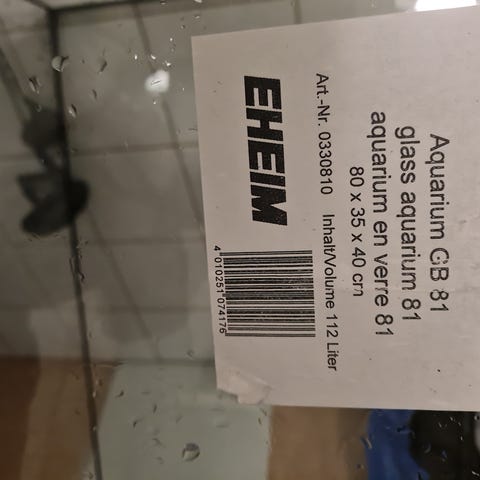 Aquarium GB 81
glass aquarium 81
aquarium en verre 81
80 x 35 x 40 cm
Art.-Nr. 0330810 Inhalt/Volume 112 Liter
EHEIM
4 010251 074176